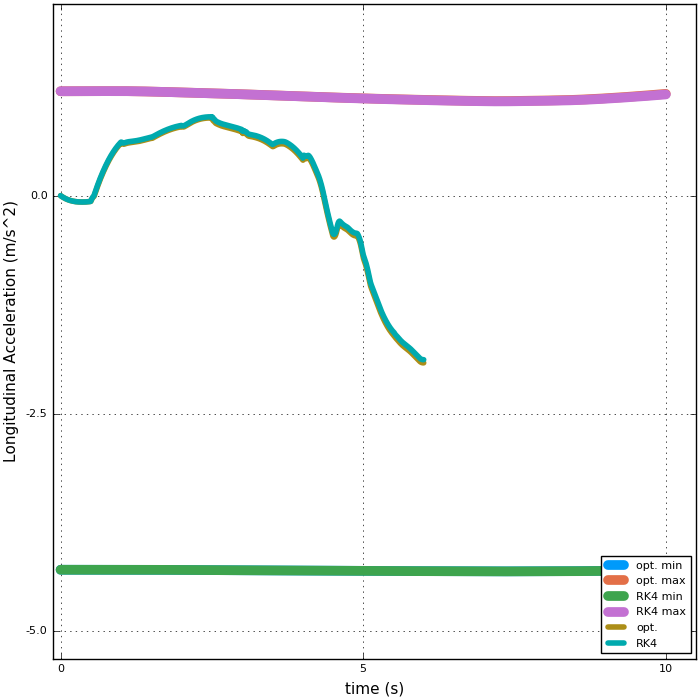 Longitudinal Acceleration (m/s^2)
0.0
-2.5
-5.0
0
5
10
time (s)
opt. min
opt. max
RK4 min
RK4 max
opt.
RK4